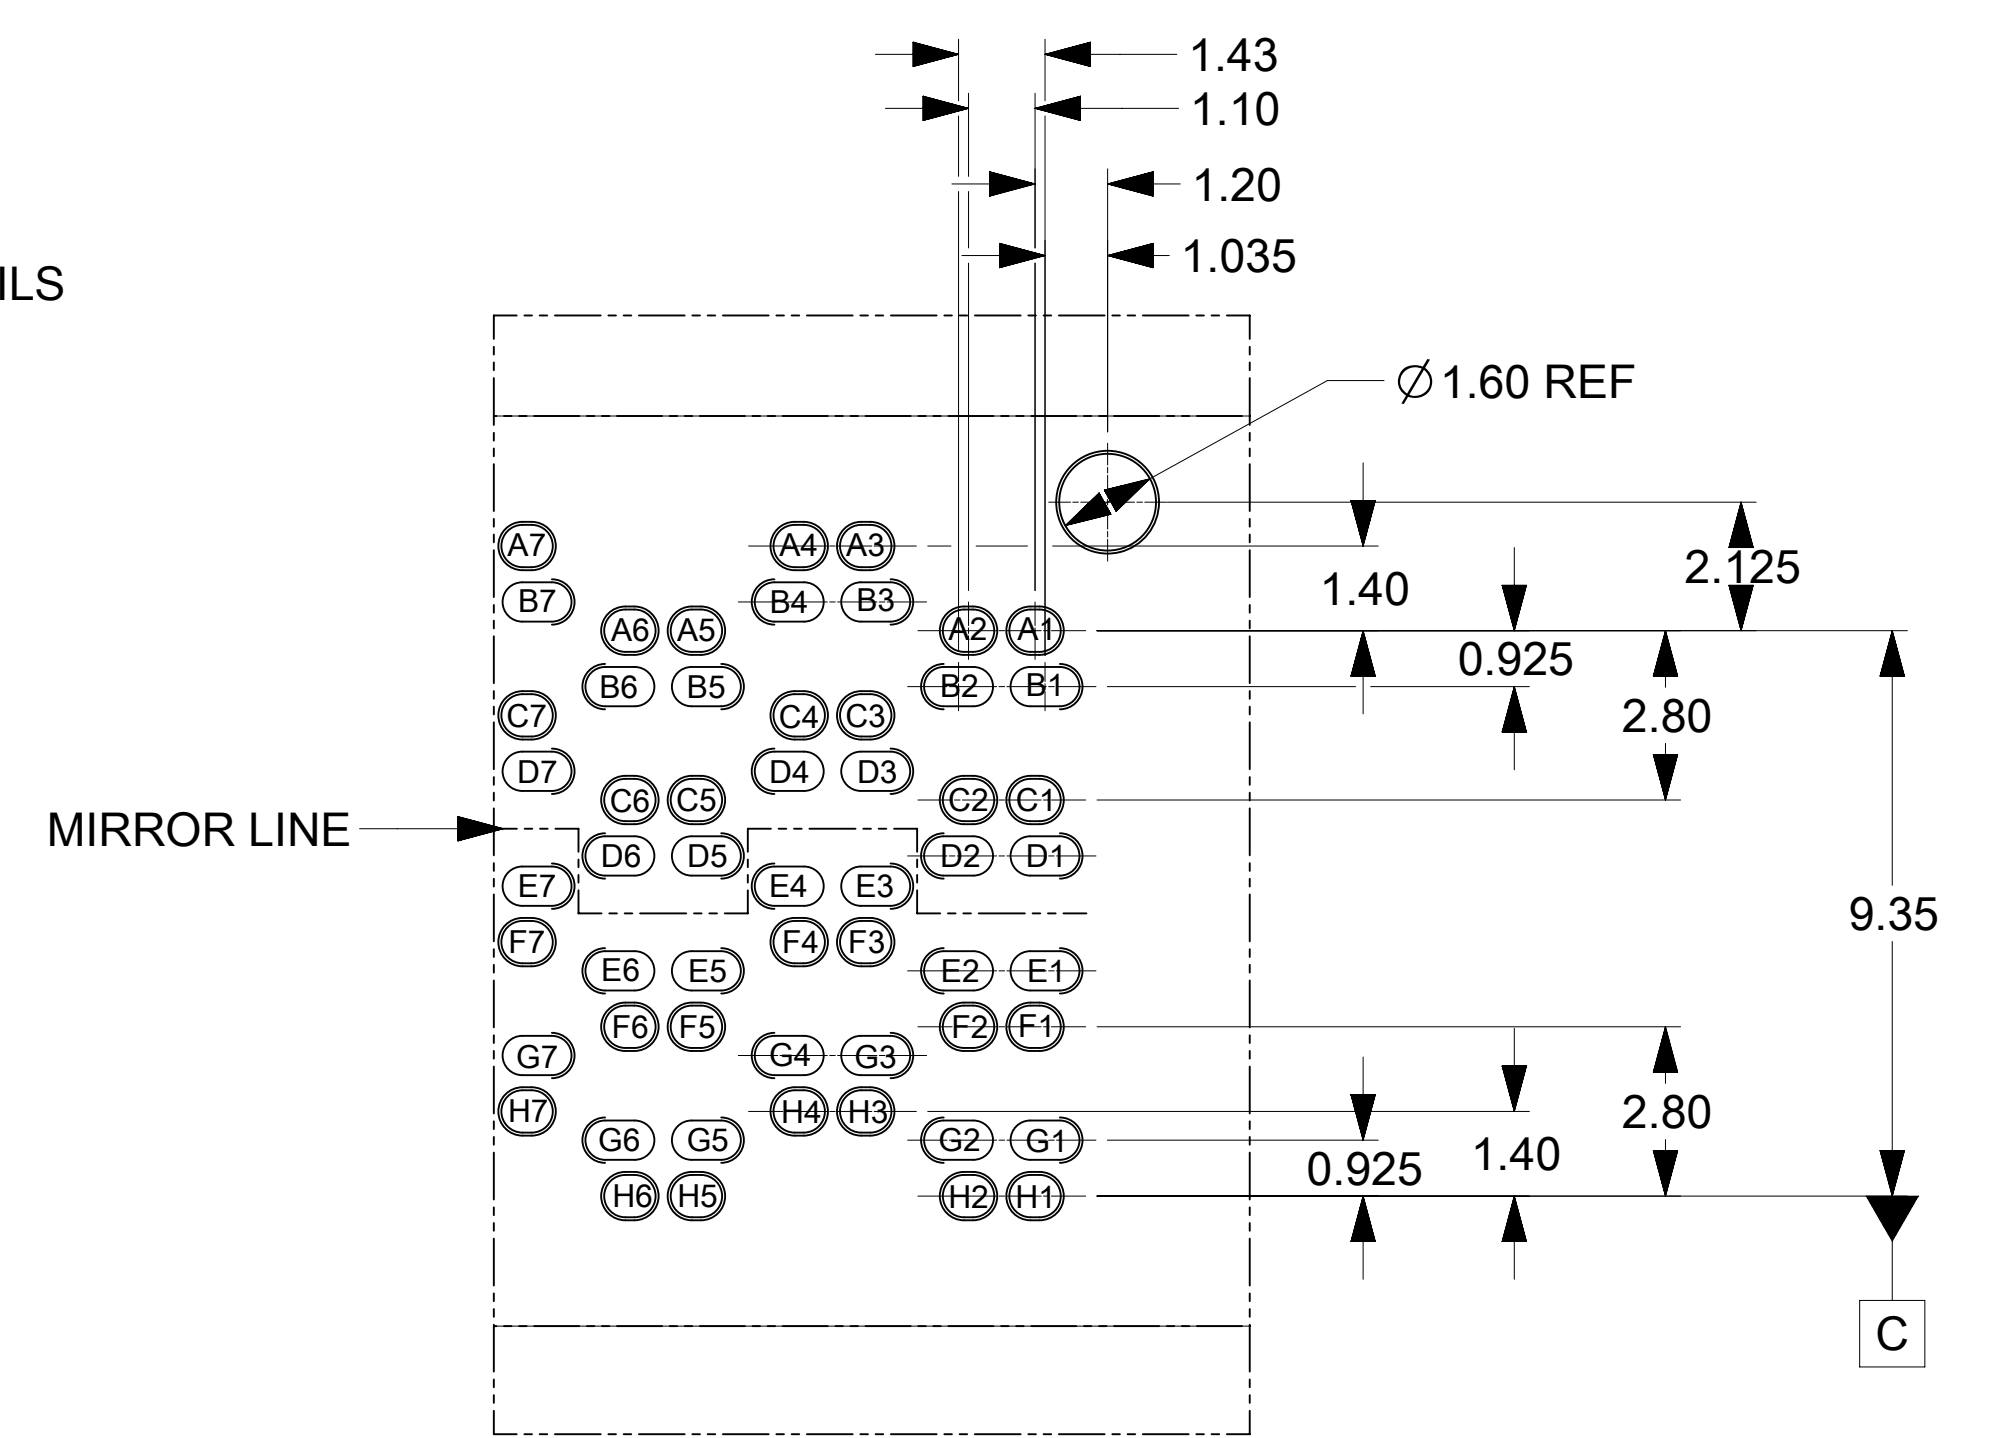 1.43
1.10
1.20
1.035
ILS
⌀1.60 REF
A7 A4 A3
2.125
1.40
B7 B4 B3
A6 A5 A2 A1
0.925
B6 B5 B2 B1
C7 C4 C3
2.80
D7 D4 D3
C6 C5 C2 C1
MIRROR LINE
D6 D5 D2 D1
E7 E4 E3
9.35
F7 F4 F3
E6 E5 E2 E1
F6 F5 F2 F1
G7 G4 G3
H7 H4 H3
2.80
G6 G5 G2 G1
1.40
0.925
H6 H5 H2 H1
C